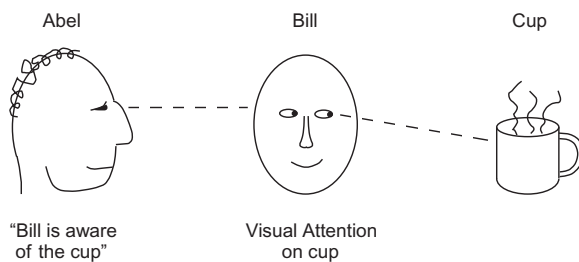 Abel
Bill
Cup
“Bill is aware
of the cup”
Visual Attention
on cup